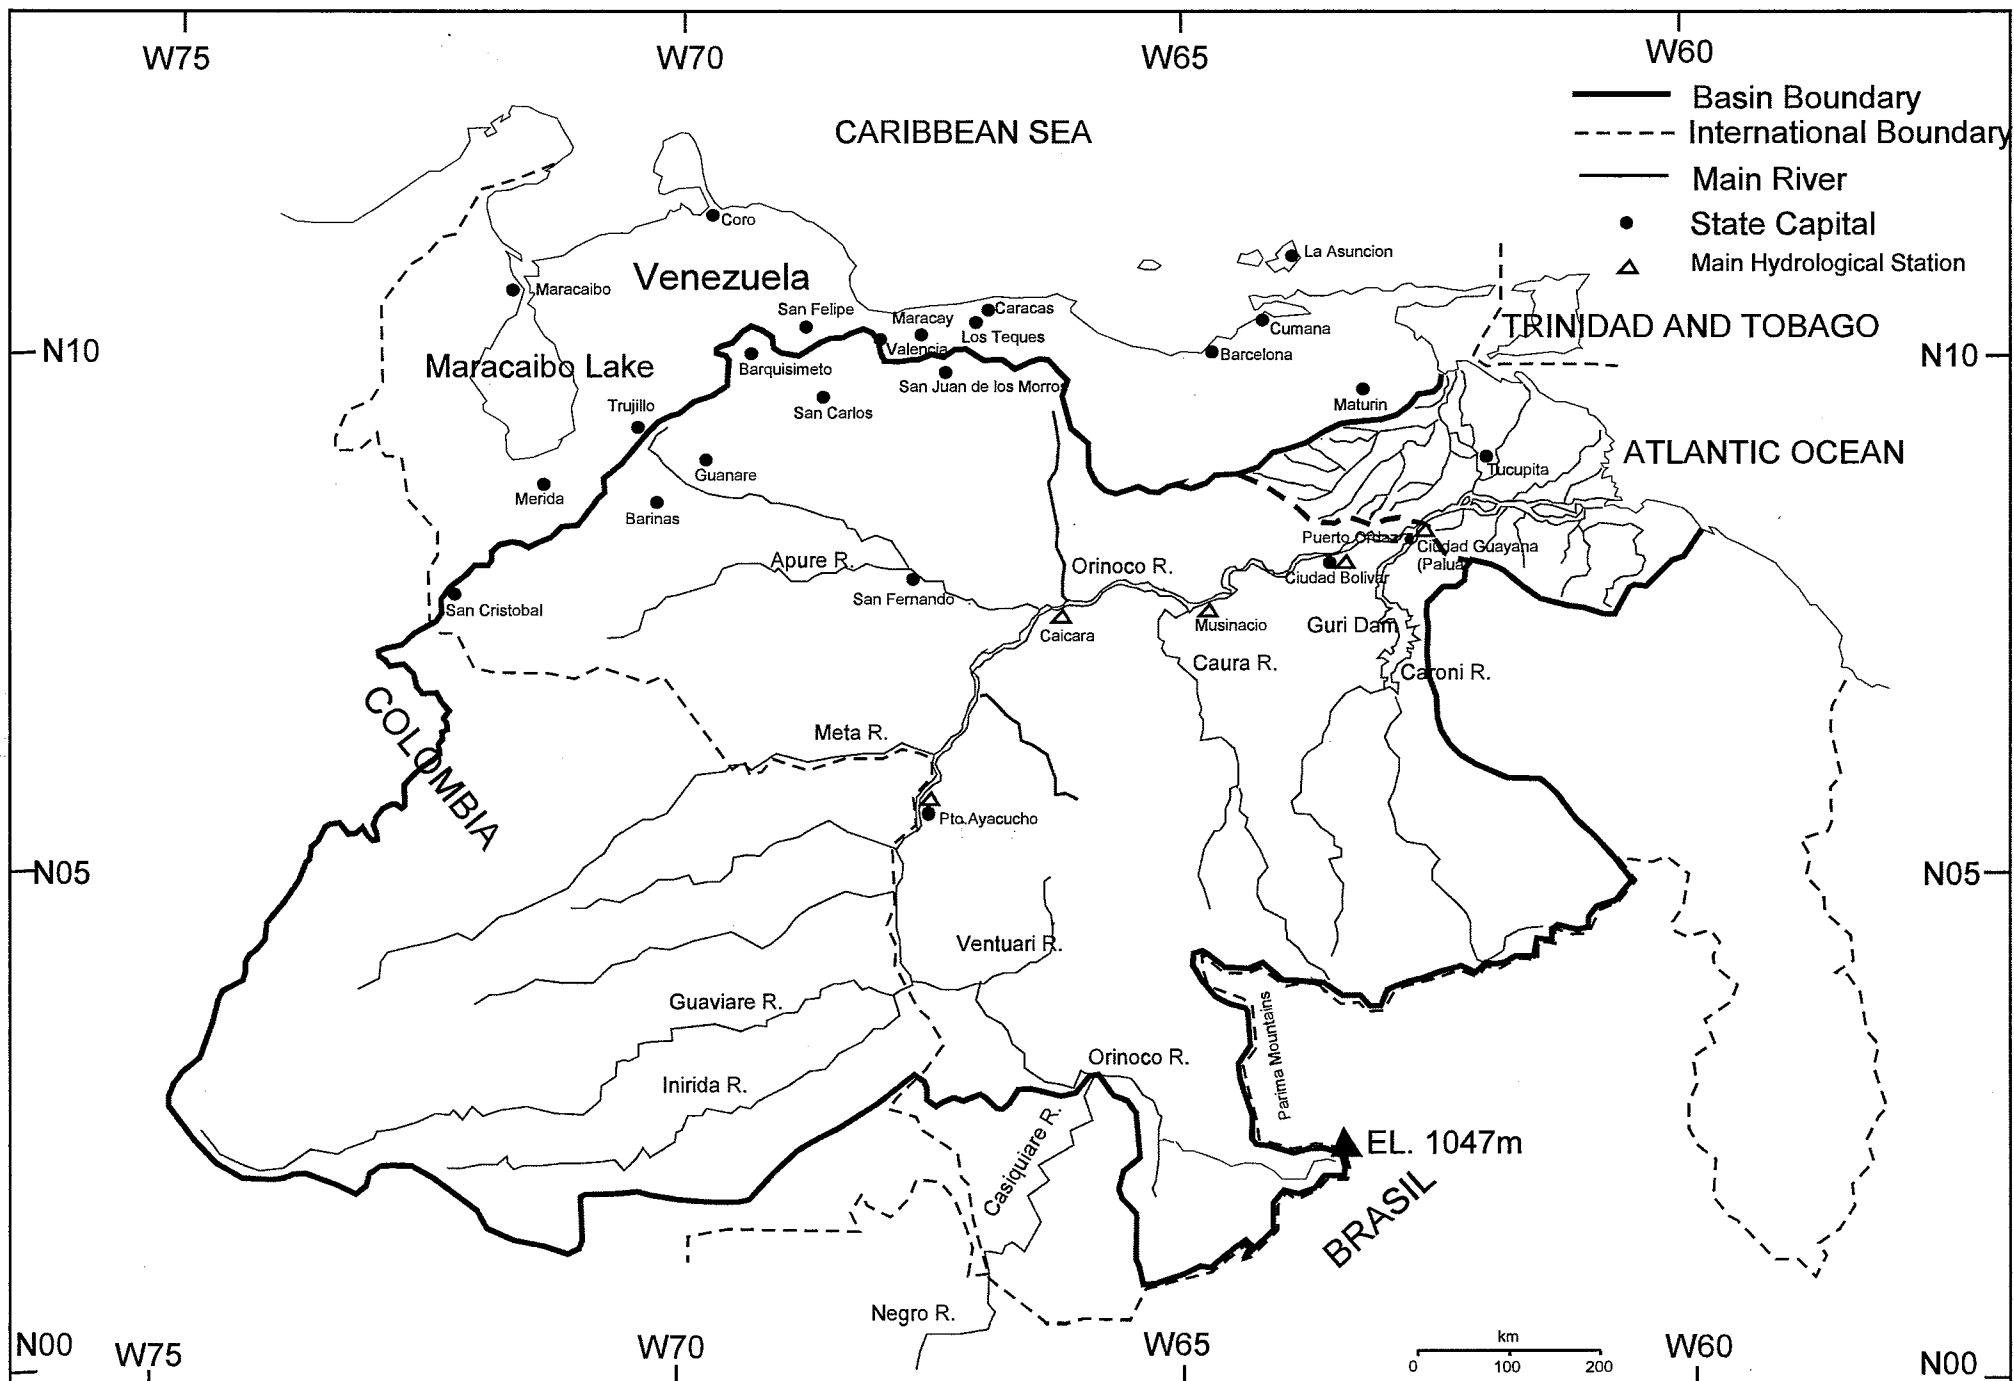 W75
W70
W65
W60
Basin Boundary
International Boundary
Main River
State Capital
Main Hydrological Station
CARIBBEAN SEA
Coro
La Asuncion
Venezuela
Maracaibo
San Felipe
Maracay
Caracas
Los Teques
Cumana
TRINIDAD AND TOBAGO
N10
N10
Valencia
Barcelona
Maracaibo Lake
Barquisimeto
San Juan de los Morros
Trujillo
San Carlos
Maturin
ATLANTIC OCEAN
Guanare
Tucupita
Merida
Barinas
Puerto Ordaz
Ciudad Guayana
(Palua)
Apure R.
Orinoco R.
Ciudad Bolivar
San Fernando
San Cristobal
Caicara
Musinacio
Guri Dam
Caura R.
Caroni R.
COLOMBIA
Meta R.
Pto.Ayacucho
N05
N05
Ventuari R.
Guaviare R.
Parima Mountains
Orinoco R.
Inirida R.
Casiquiare R.
EL. 1047m
BRASIL
Negro R.
N00
W75
W70
W65
km
0 100 200
W60
N00